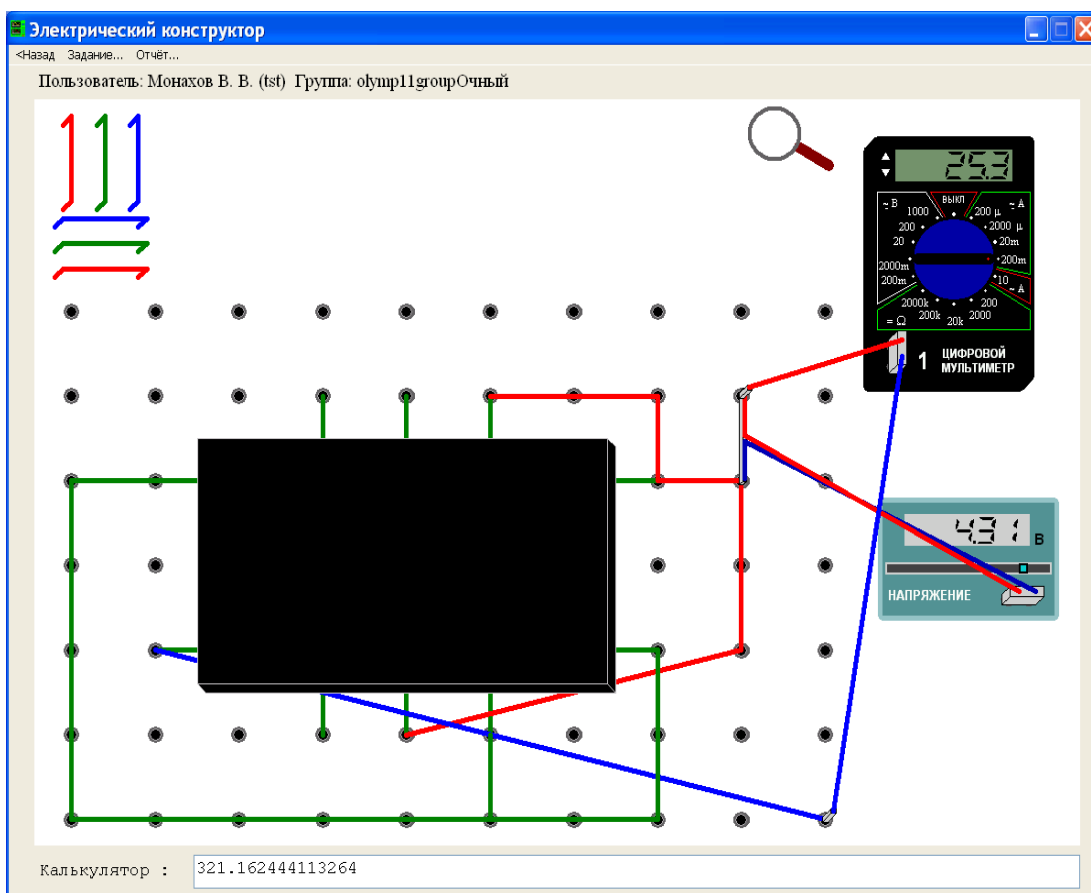 Электрический конструктор
<Назад Задание... Отчёт...
Пользователь: Монахов В. В. (tst) Группа: olymp11groupОчный
25.3
~ В ВЫКЛ ~ А
1000 200 μ
200 2000 μ
20 20m
2000m 200m
200m 10 ~ А
2000k 200
= Ω 200k 20k 2000
1 ЦИФРОВОЙ
МУЛЬТИМЕТР
4.31 В
НАПРЯЖЕНИЕ
Калькулятор : 321.162444113264